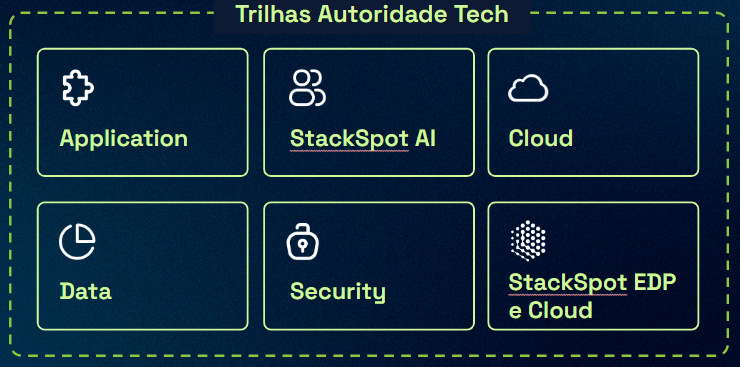 Trilhas Autoridade Tech
Application
StackSpot AI
Cloud
Data
Security
StackSpot EDP
e Cloud